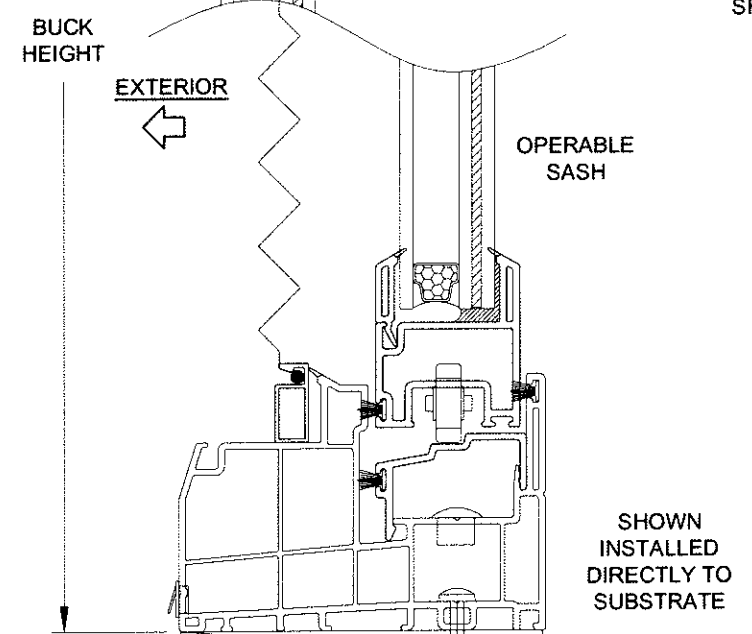 BUCK
HEIGHT
EXTERIOR
OPERABLE
SASH
SHOWN
INSTALLED
DIRECTLY TO
SUBSTRATE